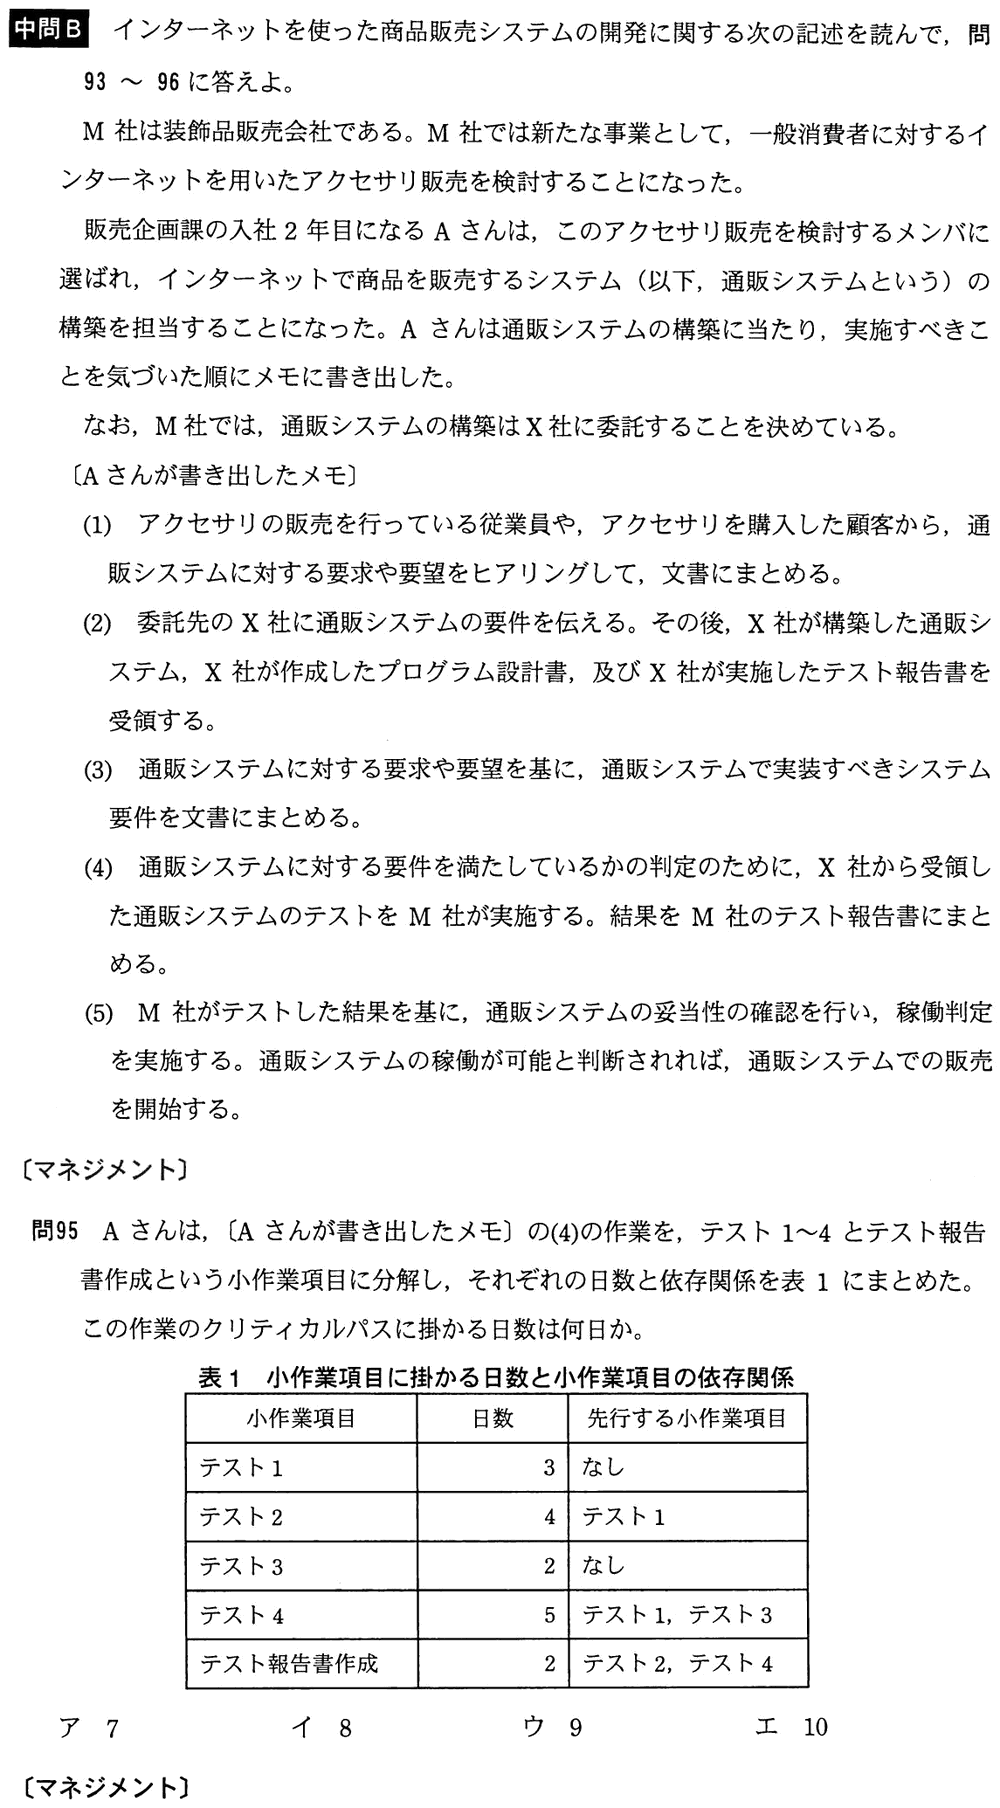 中問B インターネットを使った商品販売システムの開発に関する次の記述を読んで，問
93 ～ 96 に答えよ。
M 社は装飾品販売会社である。M 社では新たな事業として，一般消費者に対するイ
ンターネットを用いたアクセサリ販売を検討することになった。
販売企画課の入社 2 年目になる A さんは，このアクセサリ販売を検討するメンバに
選ばれ，インターネットで商品を販売するシステム（以下，通販システムという）の
構築を担当することになった。A さんは通販システムの構築に当たり，実施すべきこ
とを気づいた順にメモに書き出した。
なお，M 社では，通販システムの構築は X 社に委託することを決めている。
〔A さんが書き出したメモ〕
(1) アクセサリの販売を行っている従業員や，アクセサリを購入した顧客から，通
販システムに対する要求や要望をヒアリングして，文書にまとめる。
(2) 委託先の X 社に通販システムの要件を伝える。その後，X 社が構築した通販シ
ステム，X 社が作成したプログラム設計書，及び X 社が実施したテスト報告書を
受領する。
(3) 通販システムに対する要求や要望を基に，通販システムで実装すべきシステム
要件を文書にまとめる。
(4) 通販システムに対する要件を満たしているかの判定のために，X 社から受領し
た通販システムのテストを M 社が実施する。結果を M 社のテスト報告書にまと
める。
(5) M 社がテストした結果を基に，通販システムの妥当性の確認を行い，稼働判定
を実施する。通販システムの稼働が可能と判断されれば，通販システムでの販売
を開始する。
〔マネジメント〕
問95 A さんは，〔A さんが書き出したメモ〕の(4)の作業を，テスト 1～4 とテスト報告
書作成という小作業項目に分解し，それぞれの日数と依存関係を表 1 にまとめた。
この作業のクリティカルパスに掛かる日数は何日か。
表 1 小作業項目に掛かる日数と小作業項目の依存関係
小作業項目 日数 先行する小作業項目
テスト 1 3 なし
テスト 2 4 テスト 1
テスト 3 2 なし
テスト 4 5 テスト 1，テスト 3
テスト報告書作成 2 テスト 2，テスト 4
ア 7 イ 8 ウ 9 エ 10
〔マネジメント〕